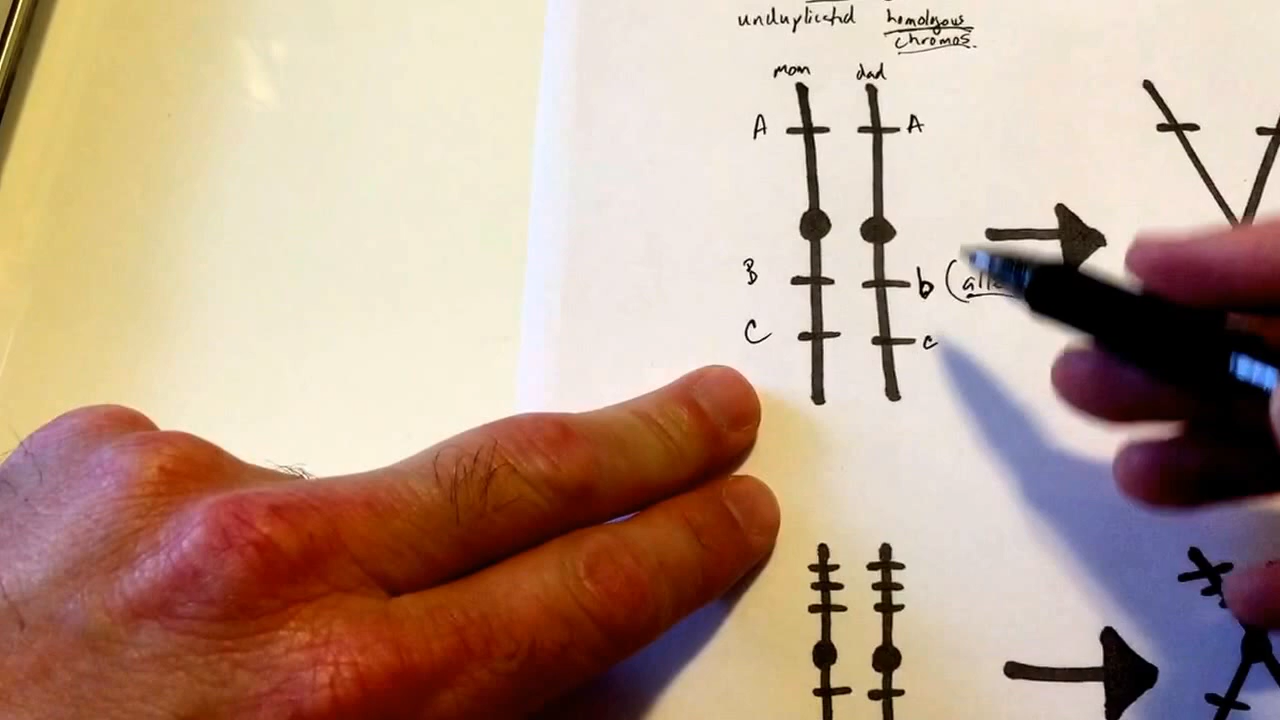 unduplicated homologous
chromos.
mom dad
A A
B b
C c